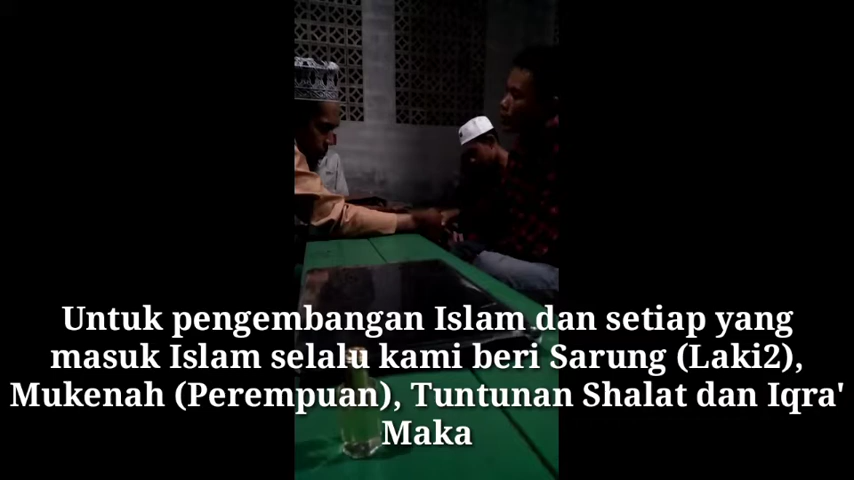 Untuk pengembangan Islam dan setiap yang
masuk Islam selalu kami beri Sarung (Laki2),
Mukenah (Perempuan), Tuntunan Shalat dan Iqra'
Maka